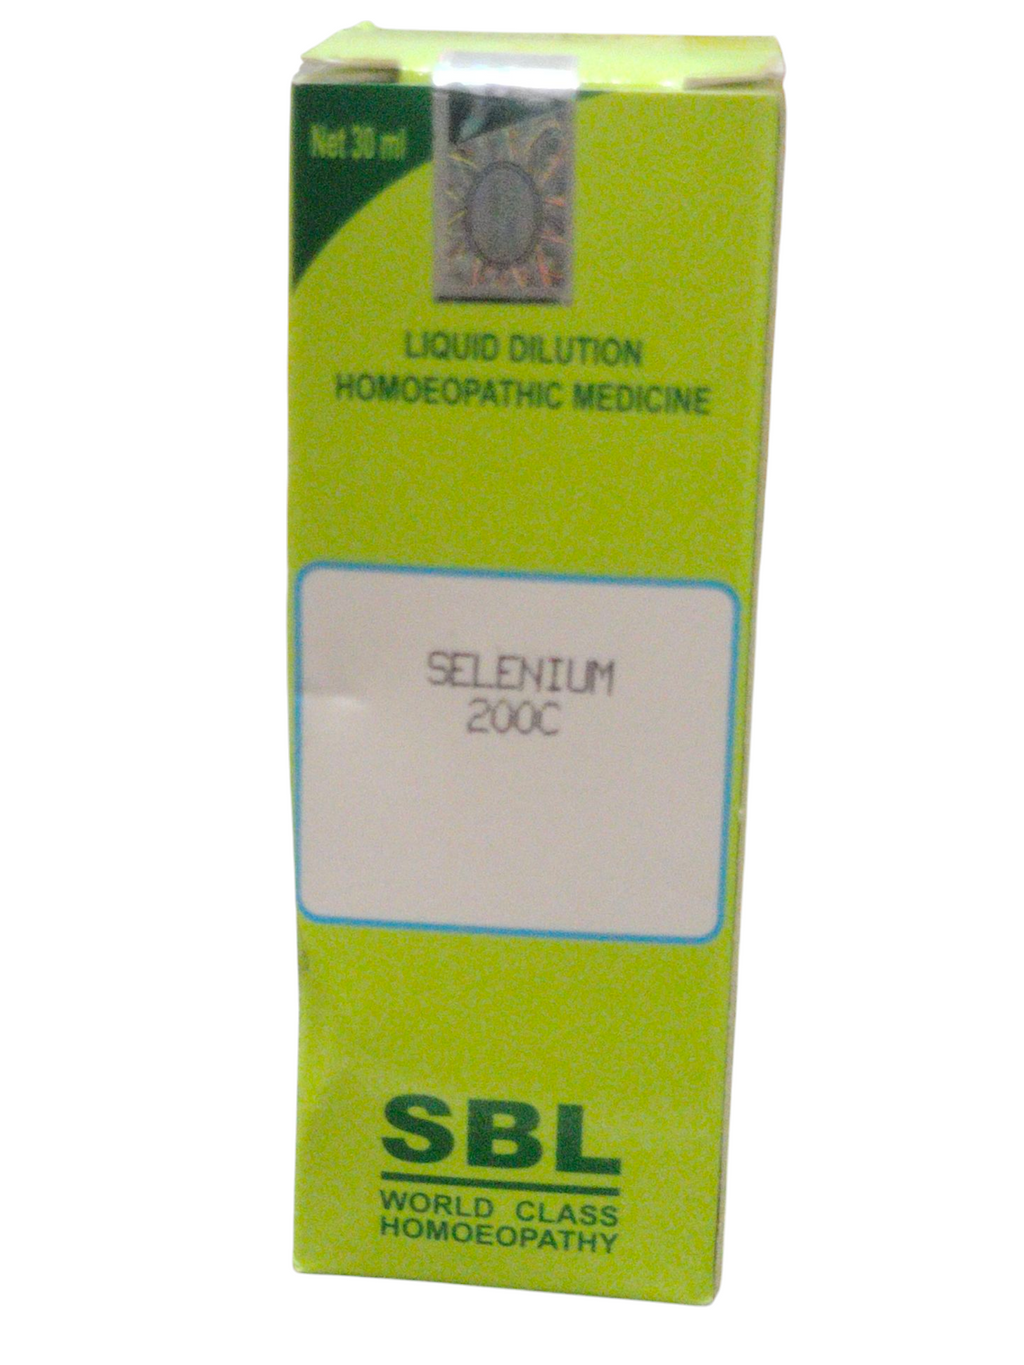 Net 30 ml
LIQUID DILUTION
HOMOEOPATHIC MEDICINE
SELENIUM
200C
SBL
WORLD CLASS
HOMOEOPATHY